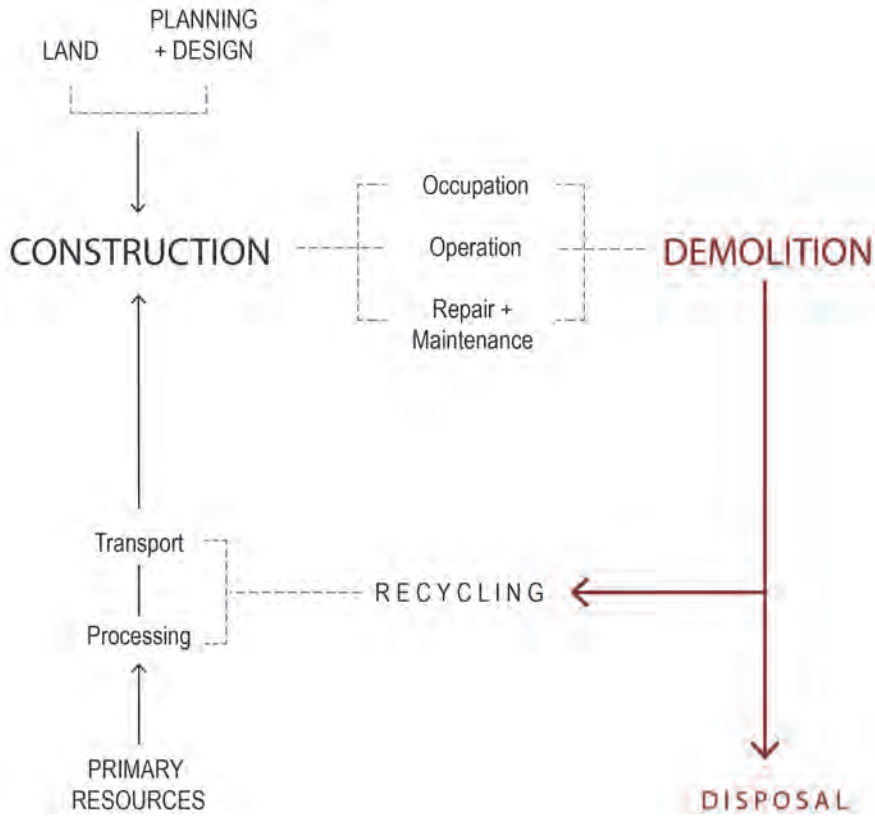 LAND
PLANNING
+ DESIGN
CONSTRUCTION
Occupation
Operation
Repair +
Maintenance
DEMOLITION
Transport
Processing
RECYCLING
PRIMARY
RESOURCES
DISPOSAL